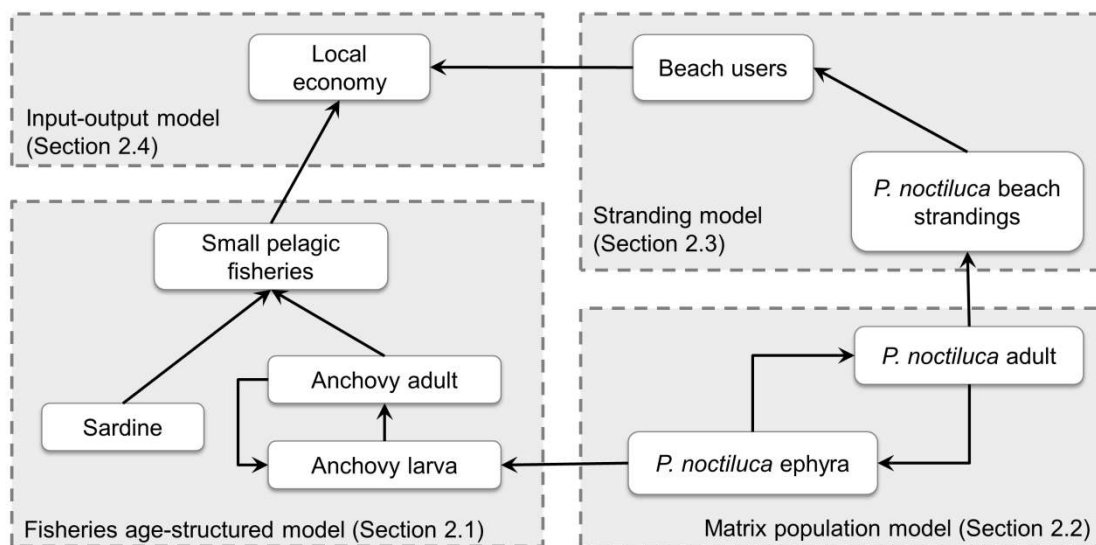 Local
economy
Input-output model
(Section 2.4)
Beach users
P. noctiluca beach
strandings
Stranding model
(Section 2.3)
Small pelagic
fisheries
Anchovy adult
Sardine
Anchovy larva
Fisheries age-structured model (Section 2.1)
P. noctiluca adult
P. noctiluca ephyra
Matrix population model (Section 2.2)